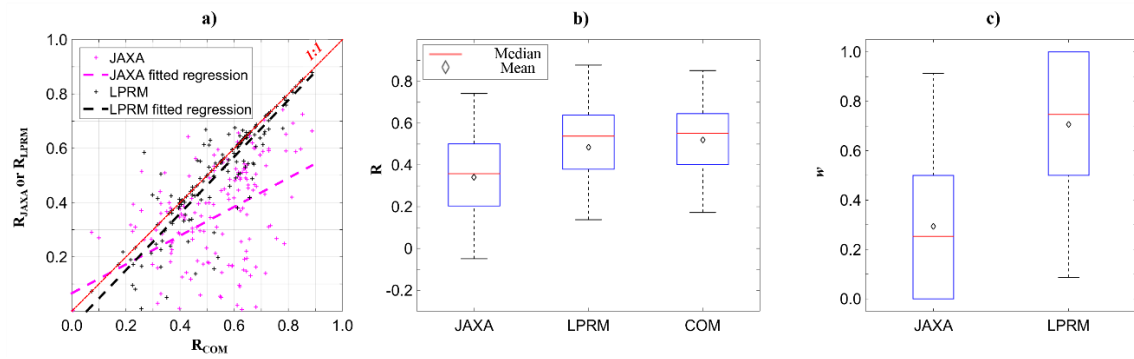 a)
1.0
0.8
0.6
0.4
0.2
R_JAXA or R_LPRM
JAXA
JAXA fitted regression
LPRM
LPRM fitted regression
1:1
0.0
0.2
0.4
0.6
0.8
1.0
R_COM
b)
Median
Mean
0.8
0.6
0.4
0.2
0
-0.2
R
JAXA
LPRM
COM
c)
1.0
0.8
0.6
0.4
0.2
0.0
w
JAXA
LPRM